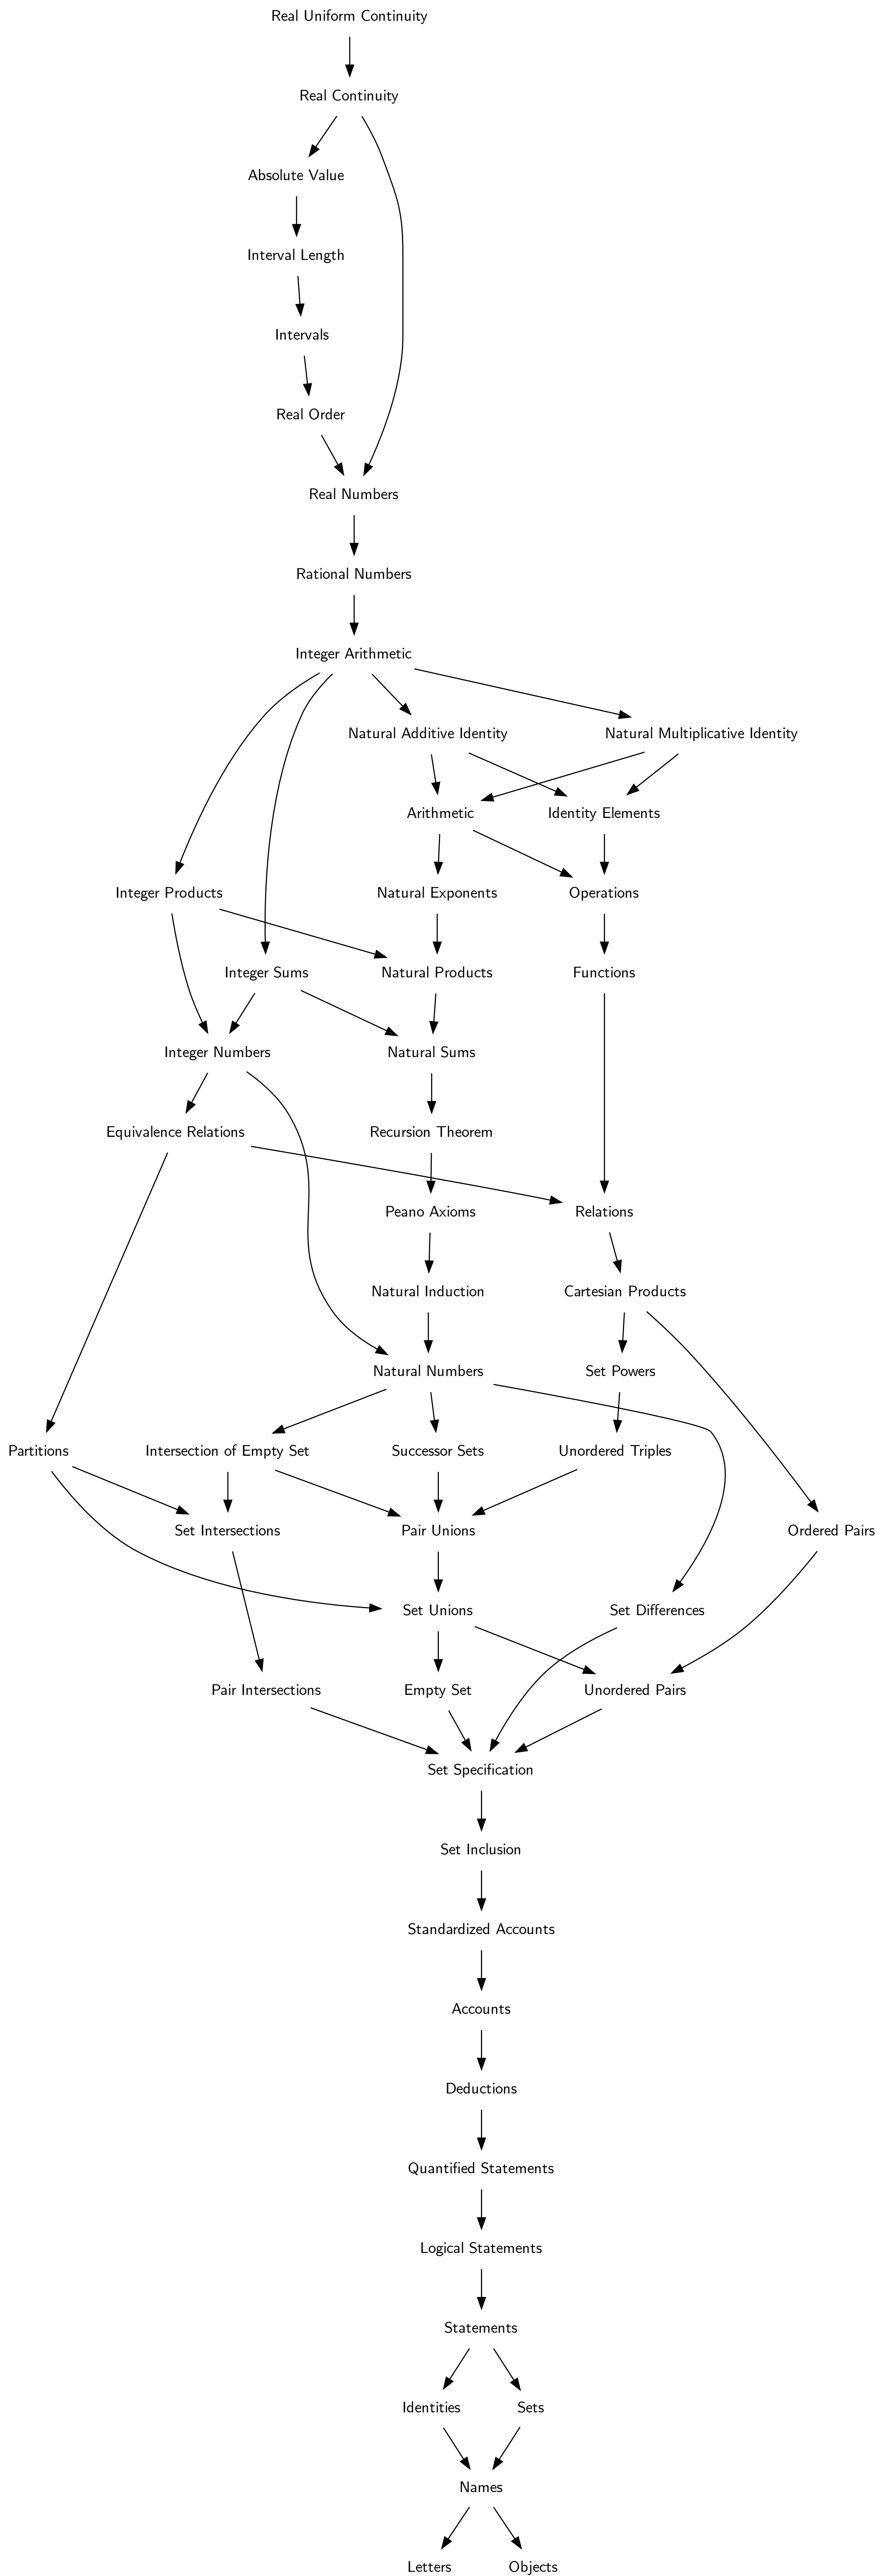 Real Uniform Continuity
Real Continuity
Absolute Value
Interval Length
Intervals
Real Order
Real Numbers
Rational Numbers
Integer Arithmetic
Natural Additive Identity
Natural Multiplicative Identity
Arithmetic
Identity Elements
Integer Products
Natural Exponents
Operations
Integer Sums
Natural Products
Functions
Integer Numbers
Natural Sums
Equivalence Relations
Recursion Theorem
Peano Axioms
Relations
Natural Induction
Cartesian Products
Natural Numbers
Set Powers
Partitions
Intersection of Empty Set
Successor Sets
Unordered Triples
Set Intersections
Pair Unions
Ordered Pairs
Set Unions
Set Differences
Pair Intersections
Empty Set
Unordered Pairs
Set Specification
Set Inclusion
Standardized Accounts
Accounts
Deductions
Quantified Statements
Logical Statements
Statements
Identities
Sets
Names
Letters
Objects